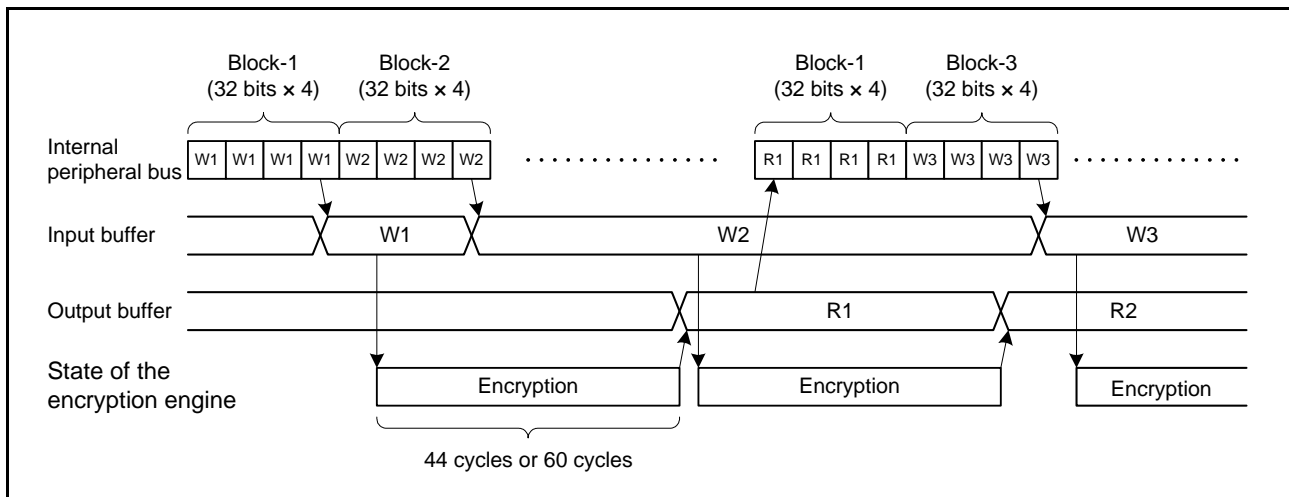 Block-1 Block-2 Block-1 Block-3
(32 bits × 4) (32 bits × 4) (32 bits × 4) (32 bits × 4)
Internal
peripheral bus
W1 W1 W1 W1 W2 W2 W2 W2 R1 R1 R1 R1 W3 W3 W3 W3
Input buffer W1 W2 W3
Output buffer R1 R2
State of the
encryption engine
Encryption Encryption Encryption
44 cycles or 60 cycles